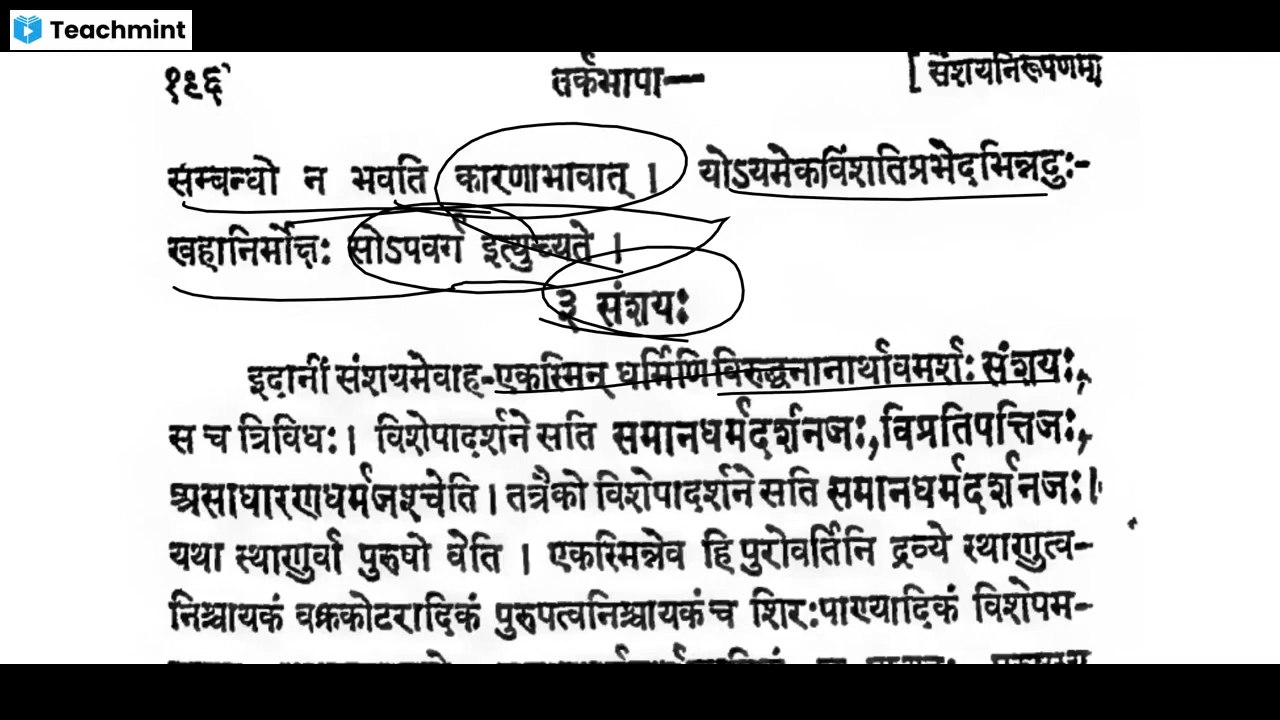 Teachmint
१९६ तर्कभाषा— [ संशयनिरूपणम्
सम्बन्धो न भवति कारणाभावात् । योऽयमेकविंशतिप्रभेदभिन्नदुः-
खहानिर्मोक्षः सोऽपवर्ग इत्युच्यते ।
३ संशयः
इदानीं संशयमेवाह-एकस्मिन् धर्मिणि विरुद्धनानार्थावमर्शः संशयः,
स च त्रिविधः । विशेषादर्शने सति समानधर्मदर्शनजः, विप्रतिपत्तिजः,
असाधारणधर्मजश्चेति । तत्रैको विशेषादर्शने सति समानधर्मदर्शनजः ।
यथा स्थाणुर्वा पुरुषो वेति । एकस्मिन्नेव हि पुरोवर्तिनि द्रव्ये स्थाणुत्व-
निश्चायकं वक्रकोटरादिकं पुरुषत्वनिश्चायकं च शिरःपाण्यादिकं विशेषम-